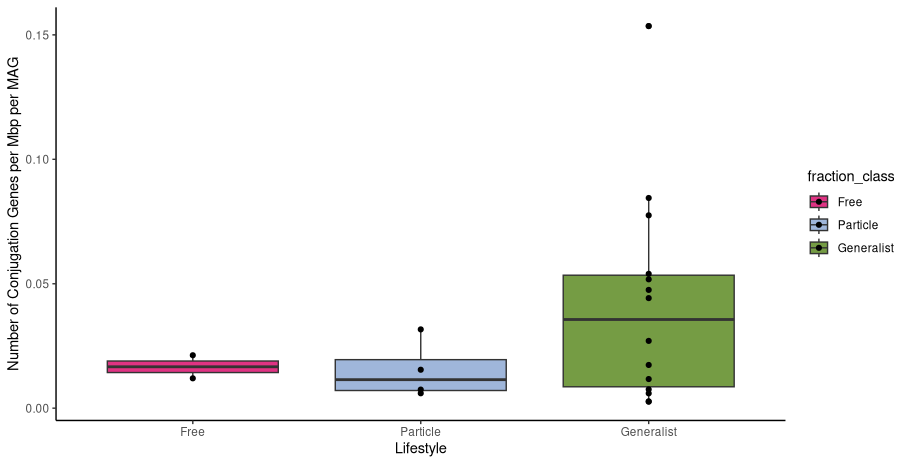 Number of Conjugation Genes per Mbp per MAG
0.15
0.10
0.05
0.00
Free
Particle
Generalist
Lifestyle
fraction_class
Free
Particle
Generalist